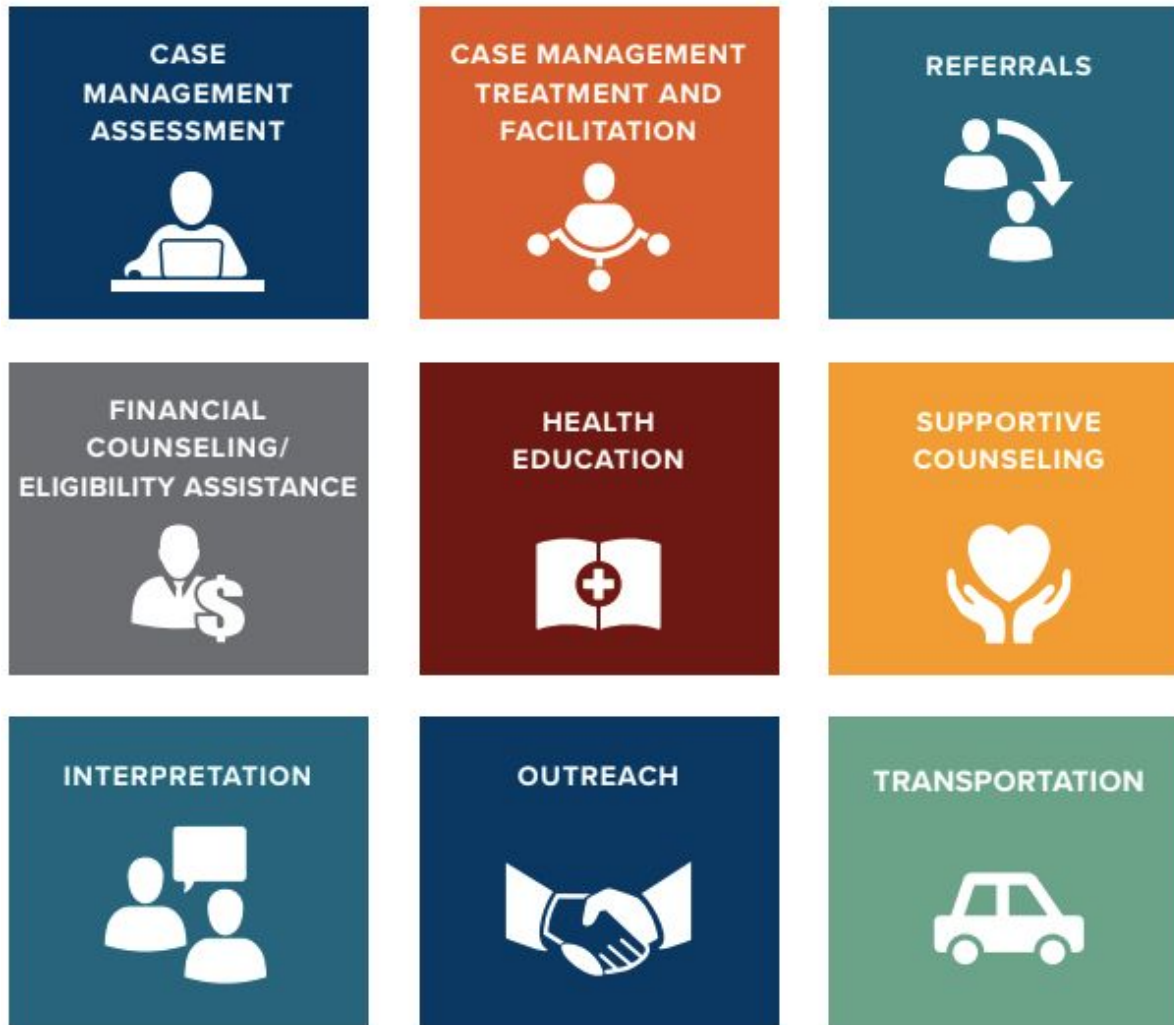 CASE
MANAGEMENT
ASSESSMENT
CASE MANAGEMENT
TREATMENT AND
FACILITATION
REFERRALS
FINANCIAL
COUNSELING/
ELIGIBILITY ASSISTANCE
$
HEALTH
EDUCATION
SUPPORTIVE
COUNSELING
INTERPRETATION
OUTREACH
TRANSPORTATION